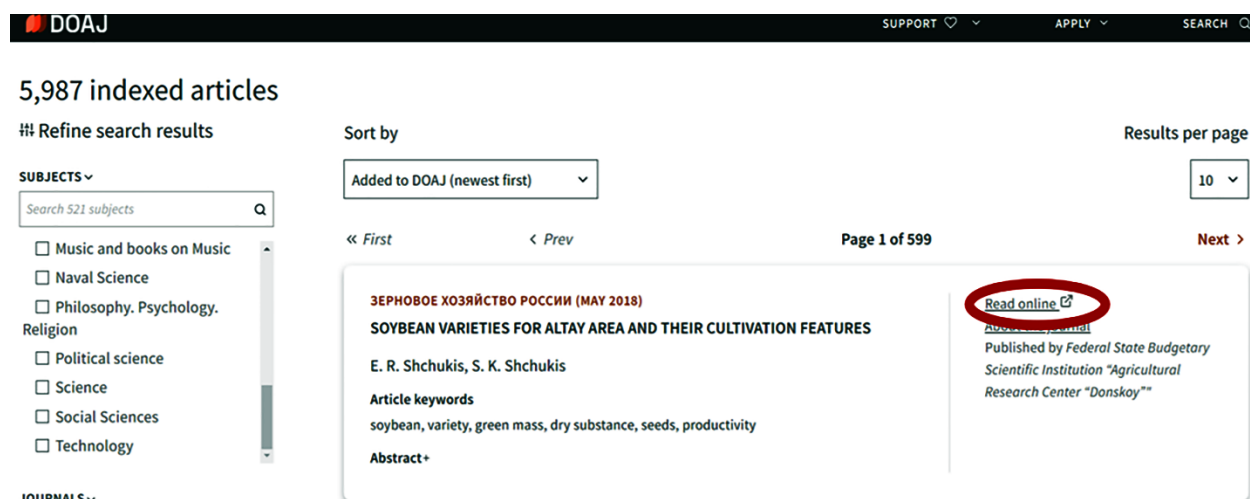 DOAJ
SUPPORT
APPLY
SEARCH
5,987 indexed articles
Refine search results
SUBJECTS
Search 521 subjects
Music and books on Music
Naval Science
Philosophy. Psychology.
Religion
Political science
Science
Social Sciences
Technology
JOURNALS
Sort by
Added to DOAJ (newest first)
Results per page
10
« First
‹ Prev
Page 1 of 599
Next ›
ЗЕРНОВОЕ ХОЗЯЙСТВО РОССИИ (MAY 2018)
SOYBEAN VARIETIES FOR ALTAY AREA AND THEIR CULTIVATION FEATURES
E. R. Shchukis, S. K. Shchukis
Article keywords
soybean, variety, green mass, dry substance, seeds, productivity
Abstract+
Read online
About the journal
Published by Federal State Budgetary
Scientific Institution "Agricultural
Research Center "Donskoy""